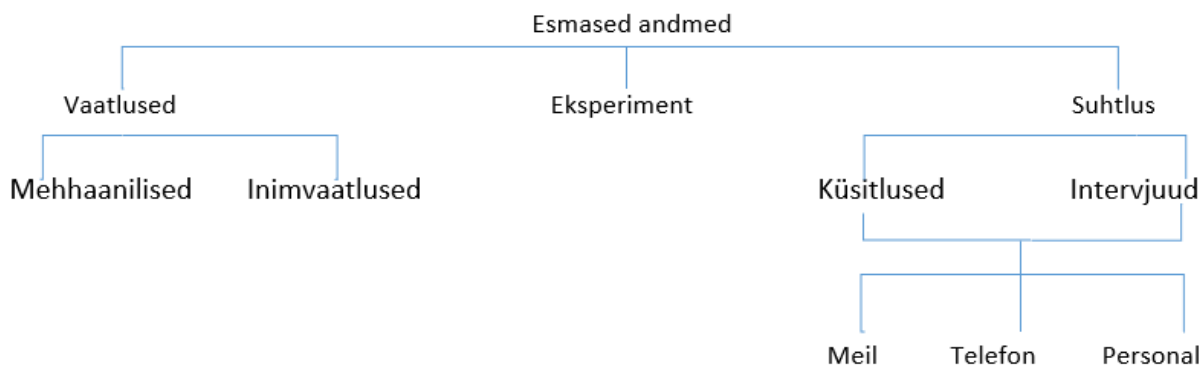 Esmased andmed
Vaatlused Eksperiment Suhtlus
Mehhaanilised Inimvaatlused Küsitlused Intervjuud
Meil Telefon Personal